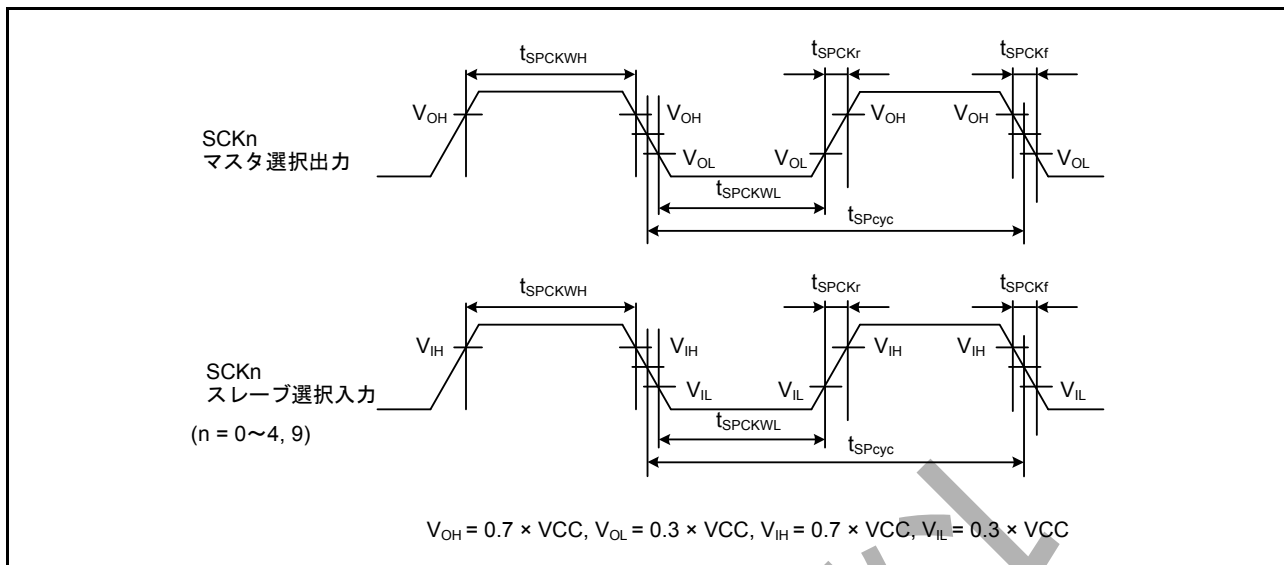 tSPCKWH
tSPCKr
tSPCKf
VOH
VOH
VOH
VOH
SCKn
マスタ選択出力
VOL
VOL
VOL
tSPCKWL
tSPcyc
tSPCKWH
tSPCKr
tSPCKf
VIH
VIH
VIH
VIH
SCKn
スレーブ選択入力
VIL
VIL
VIL
(n = 0～4, 9)
tSPCKWL
tSPcyc
VOH = 0.7 × VCC, VOL = 0.3 × VCC, VIH = 0.7 × VCC, VIL = 0.3 × VCC